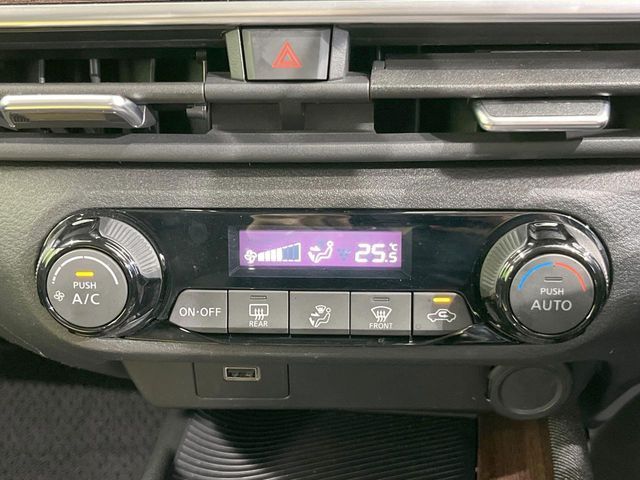 25.5°C
PUSH
A/C
PUSH
AUTO
ON·OFF
REAR
FRONT